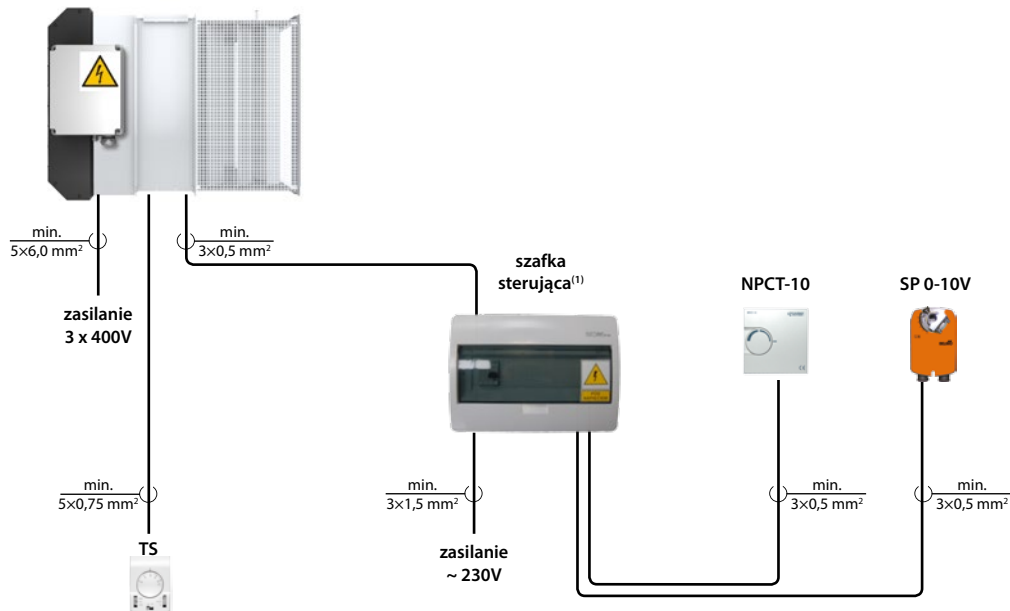 min.
5×6,0 mm²
min.
3×0,5 mm²
zasilanie
3 x 400V
szafka
sterująca⁽¹⁾
NPCT-10
SP 0-10V
min.
5×0,75 mm²
min.
3×1,5 mm²
min.
3×0,5 mm²
min.
3×0,5 mm²
TS
zasilanie
~ 230V